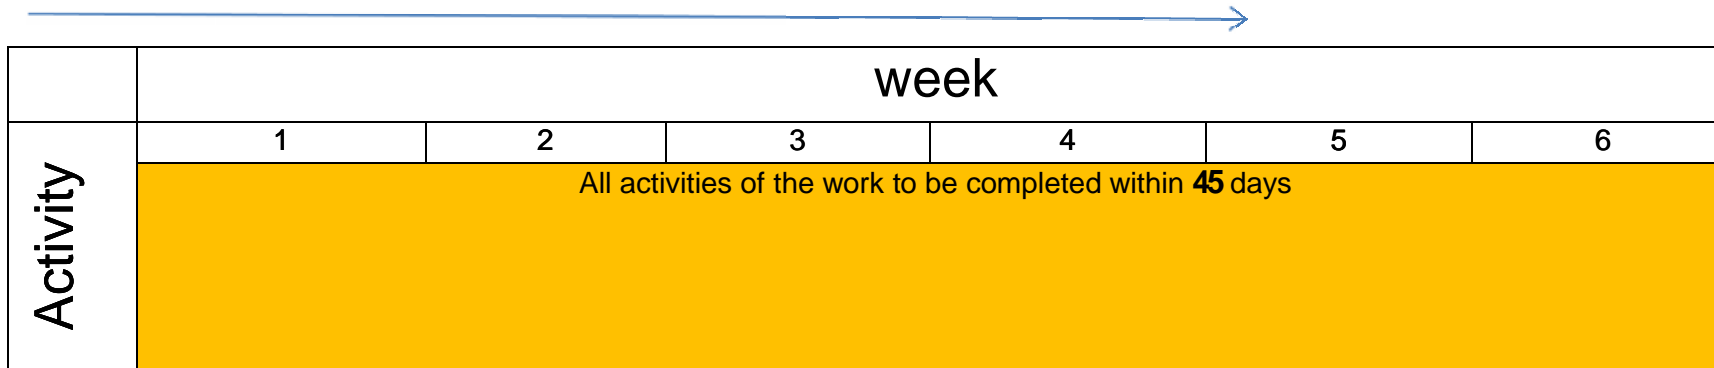 week
1 2 3 4 5 6
Activity
All activities of the work to be completed within 45 days